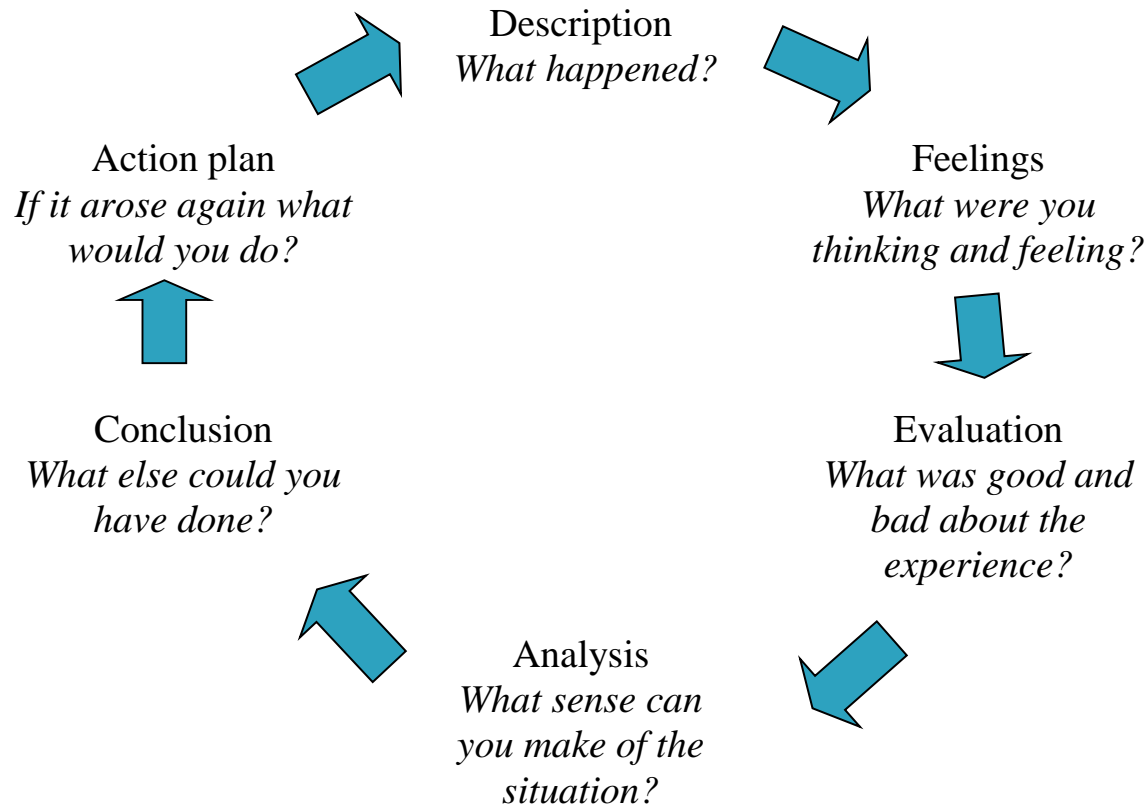 Description
What happened?
Feelings
What were you
thinking and feeling?
Evaluation
What was good and
bad about the
experience?
Analysis
What sense can
you make of the
situation?
Conclusion
What else could you
have done?
Action plan
If it arose again what
would you do?